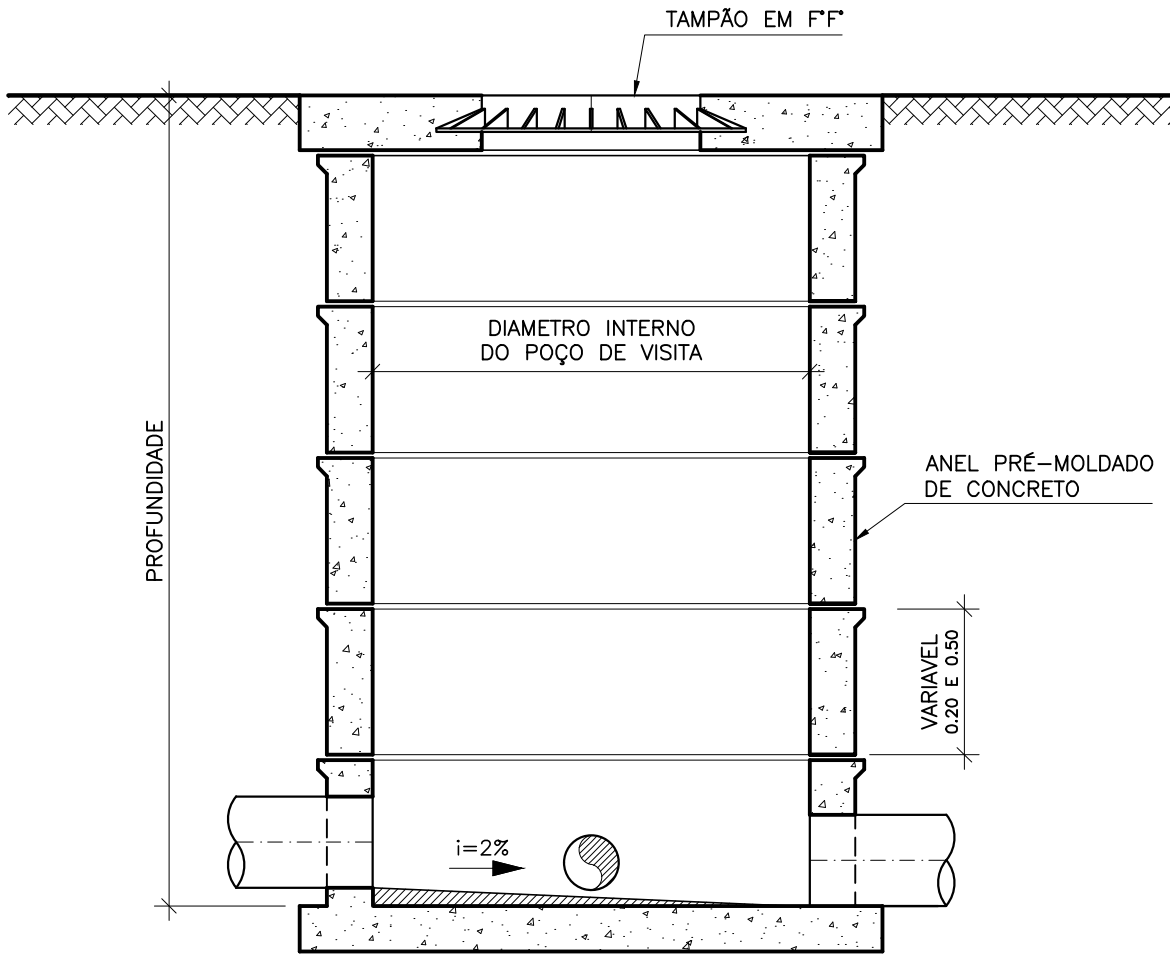 TAMPÃO EM F°F°
DIAMETRO INTERNO
DO POÇO DE VISITA
PROFUNDIDADE
ANEL PRÉ-MOLDADO
DE CONCRETO
VARIAVEL
0.20 E 0.50
i=2%